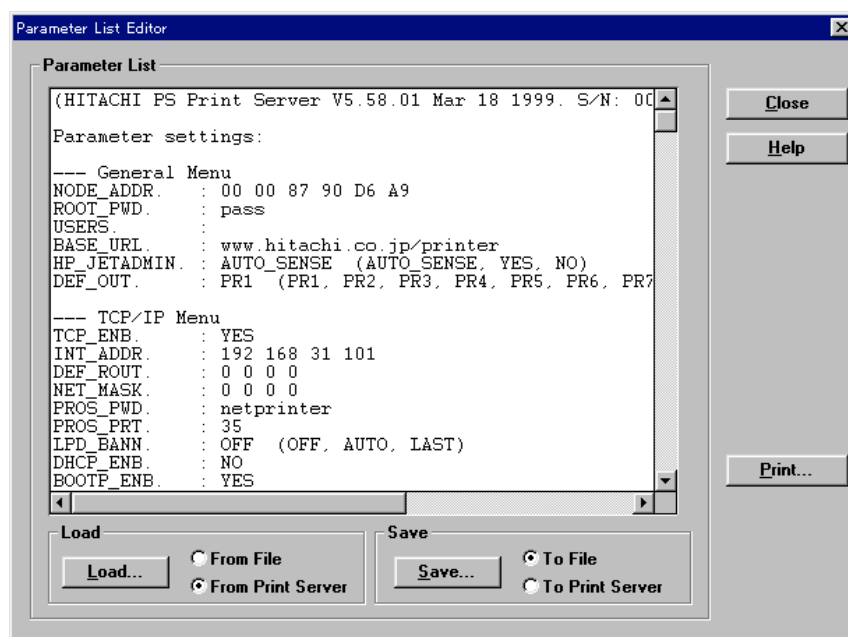 Parameter List Editor
Parameter List
(HITACHI PS Print Server V5.58.01 Mar 18 1999. S/N: 00
Parameter settings:
--- General Menu
NODE_ADDR. : 00 00 87 90 D6 A9
ROOT_PWD. : pass
USERS. :
BASE_URL. : www.hitachi.co.jp/printer
HP_JETADMIN. : AUTO_SENSE (AUTO_SENSE, YES, NO)
DEF_OUT. : PR1 (PR1, PR2, PR3, PR4, PR5, PR6, PR7
--- TCP/IP Menu
TCP_ENB. : YES
INT_ADDR. : 192 168 31 101
DEF_ROUT. : 0 0 0 0
NET_MASK. : 0 0 0 0
PROS_PWD. : netprinter
PROS_PRT. : 35
LPD_BANN. : OFF (OFF, AUTO, LAST)
DHCP_ENB. : NO
BOOTP_ENB. : YES
Close
Help
Print...
Load
Load...
From File
From Print Server
Save
Save...
To File
To Print Server